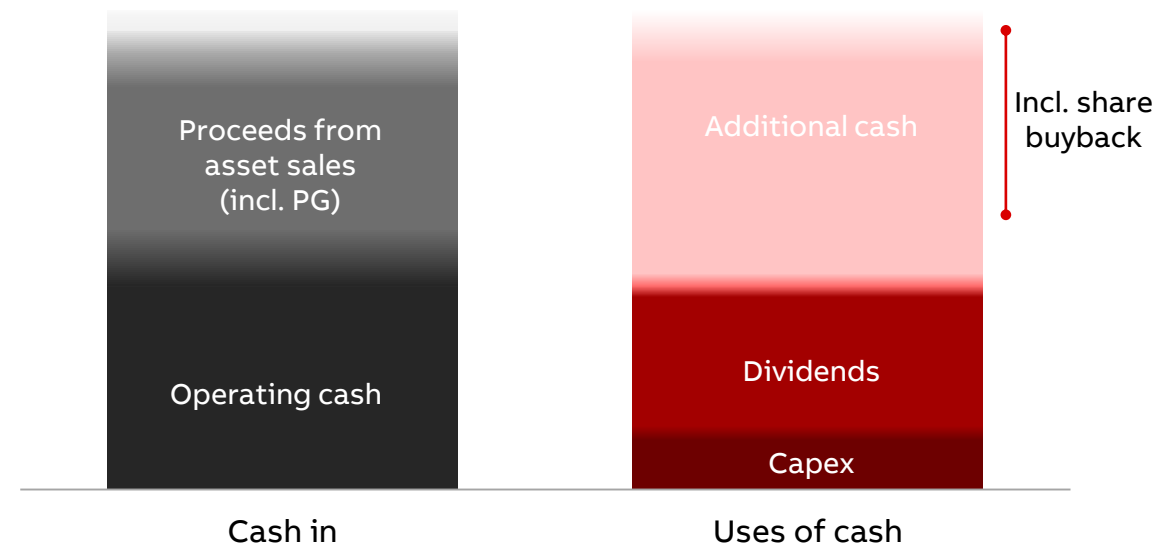 Proceeds from
asset sales
(incl. PG)
Operating cash
Cash in
Additional cash
Incl. share
buyback
Dividends
Capex
Uses of cash